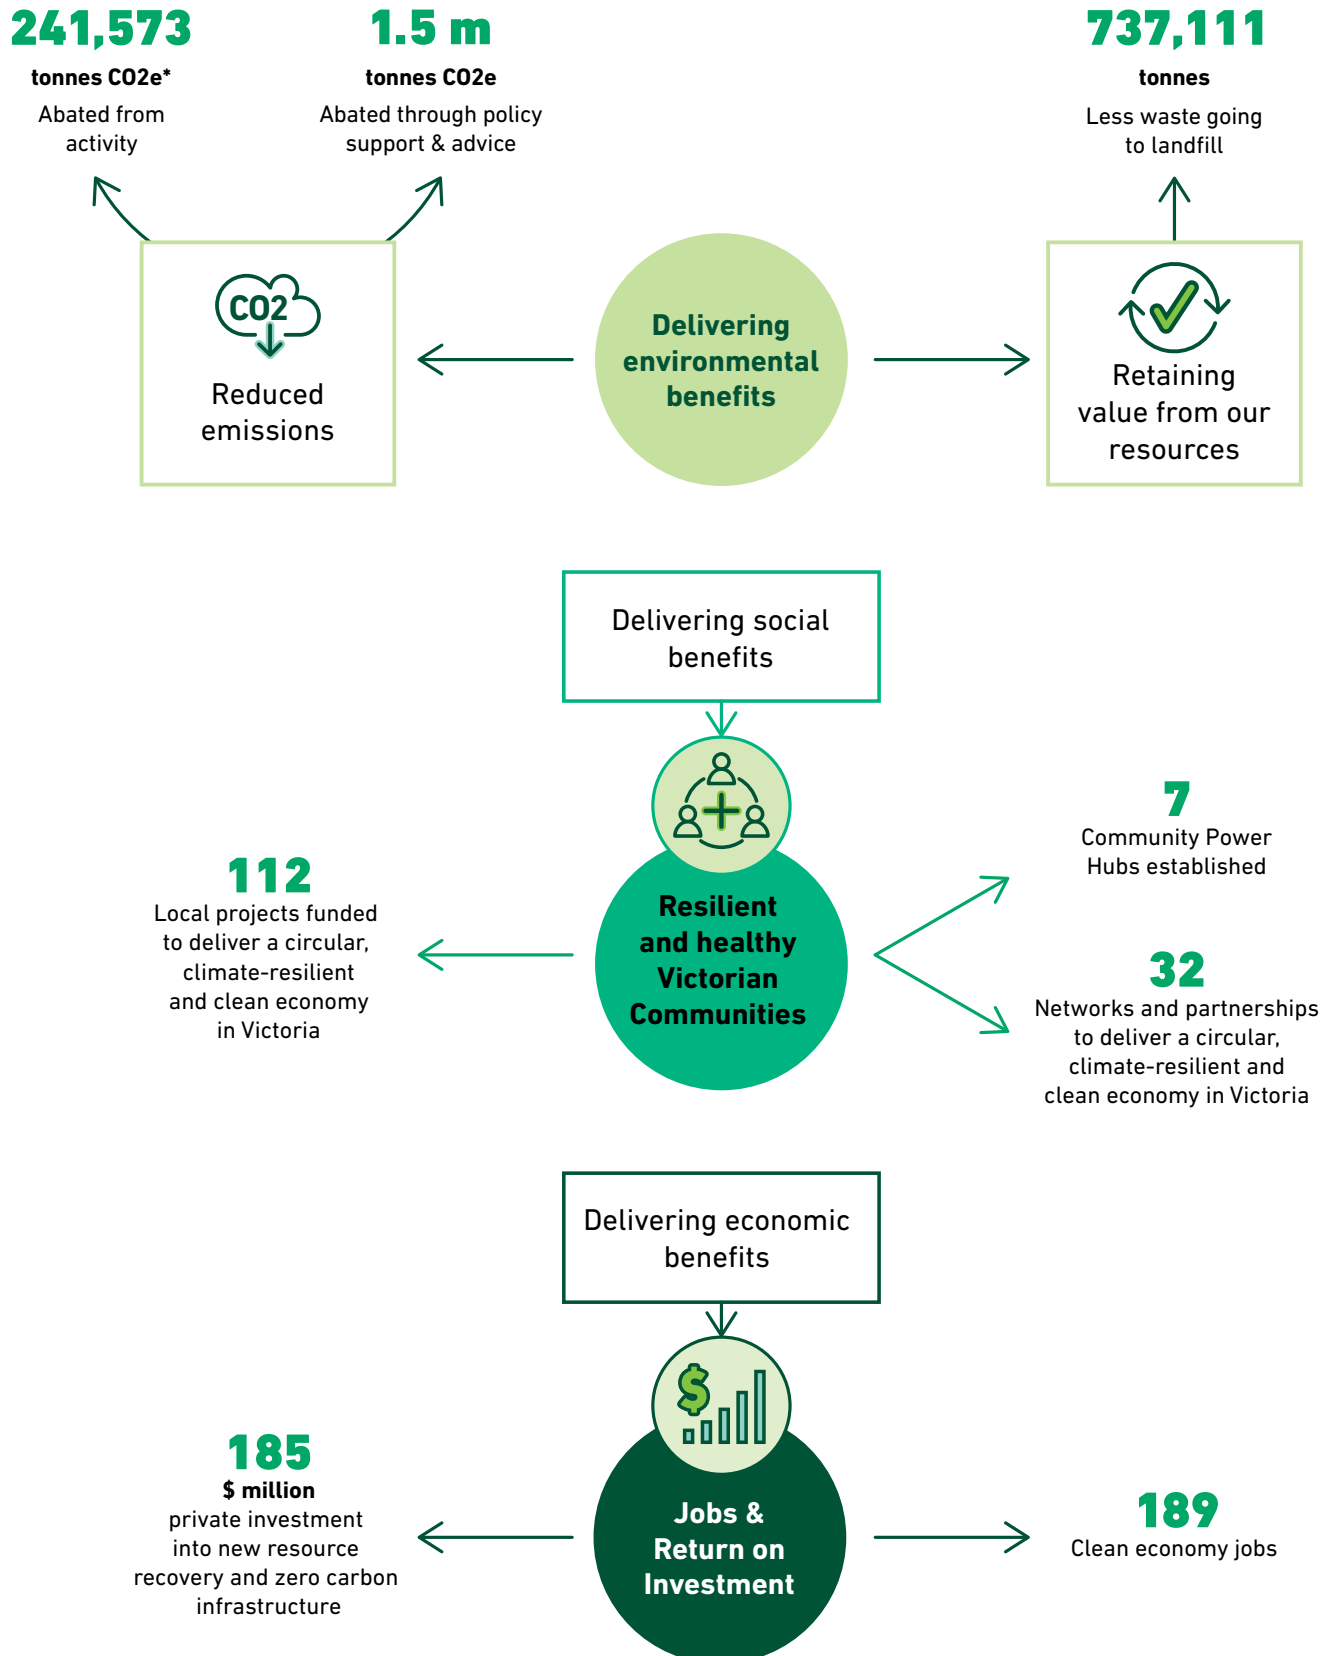 241,573
tonnes CO2e*
Abated from
activity
1.5 m
tonnes CO2e
Abated through policy
support & advice
737,111
tonnes
Less waste going
to landfill
CO2
Reduced
emissions
Delivering
environmental
benefits
Retaining
value from our
resources
Delivering social
benefits
112
Local projects funded
to deliver a circular,
climate-resilient
and clean economy
in Victoria
Resilient
and healthy
Victorian
Communities
7
Community Power
Hubs established
32
Networks and partnerships
to deliver a circular,
climate-resilient and
clean economy in Victoria
Delivering economic
benefits
$
185
$ million
private investment
into new resource
recovery and zero carbon
infrastructure
Jobs &
Return on
Investment
189
Clean economy jobs